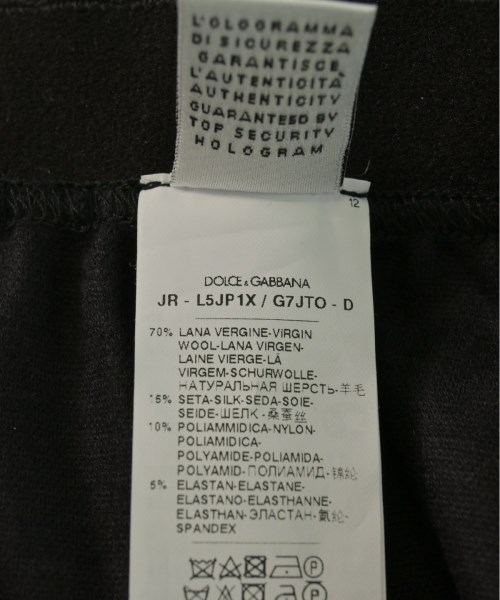 L'OLOGRAMMA
DI SICUREZZA
GARANTISCE
L'AUTENTICITÀ
AUTHENTICITY
GUARANTEED BY
TOP SECURITY
HOLOGRAM
12
DOLCE & GABBANA
JR - L5JP1X / G7JTO - D
70% LANA VERGINE-VIRGIN
WOOL-LANA VIRGEN-
LAINE VIERGE-LÃ
VIRGEM-SCHURWOLLE-
НАТУРАЛЬНАЯ ШЕРСТЬ-羊毛
15% SETA-SILK-SEDA-SOIE-
SEIDE-ШЕЛК -桑蚕丝
10% POLIAMMIDICA-NYLON-
POLIAMIDICA-
POLYAMIDE-POLIAMIDA-
POLYAMID-ПОЛИАМИД-锦纶
5% ELASTAN-ELASTANE-
ELASTANO-ELASTHANNE-
ELASTHAN-ЭЛАСТАН-氨纶-
SPANDEX
P